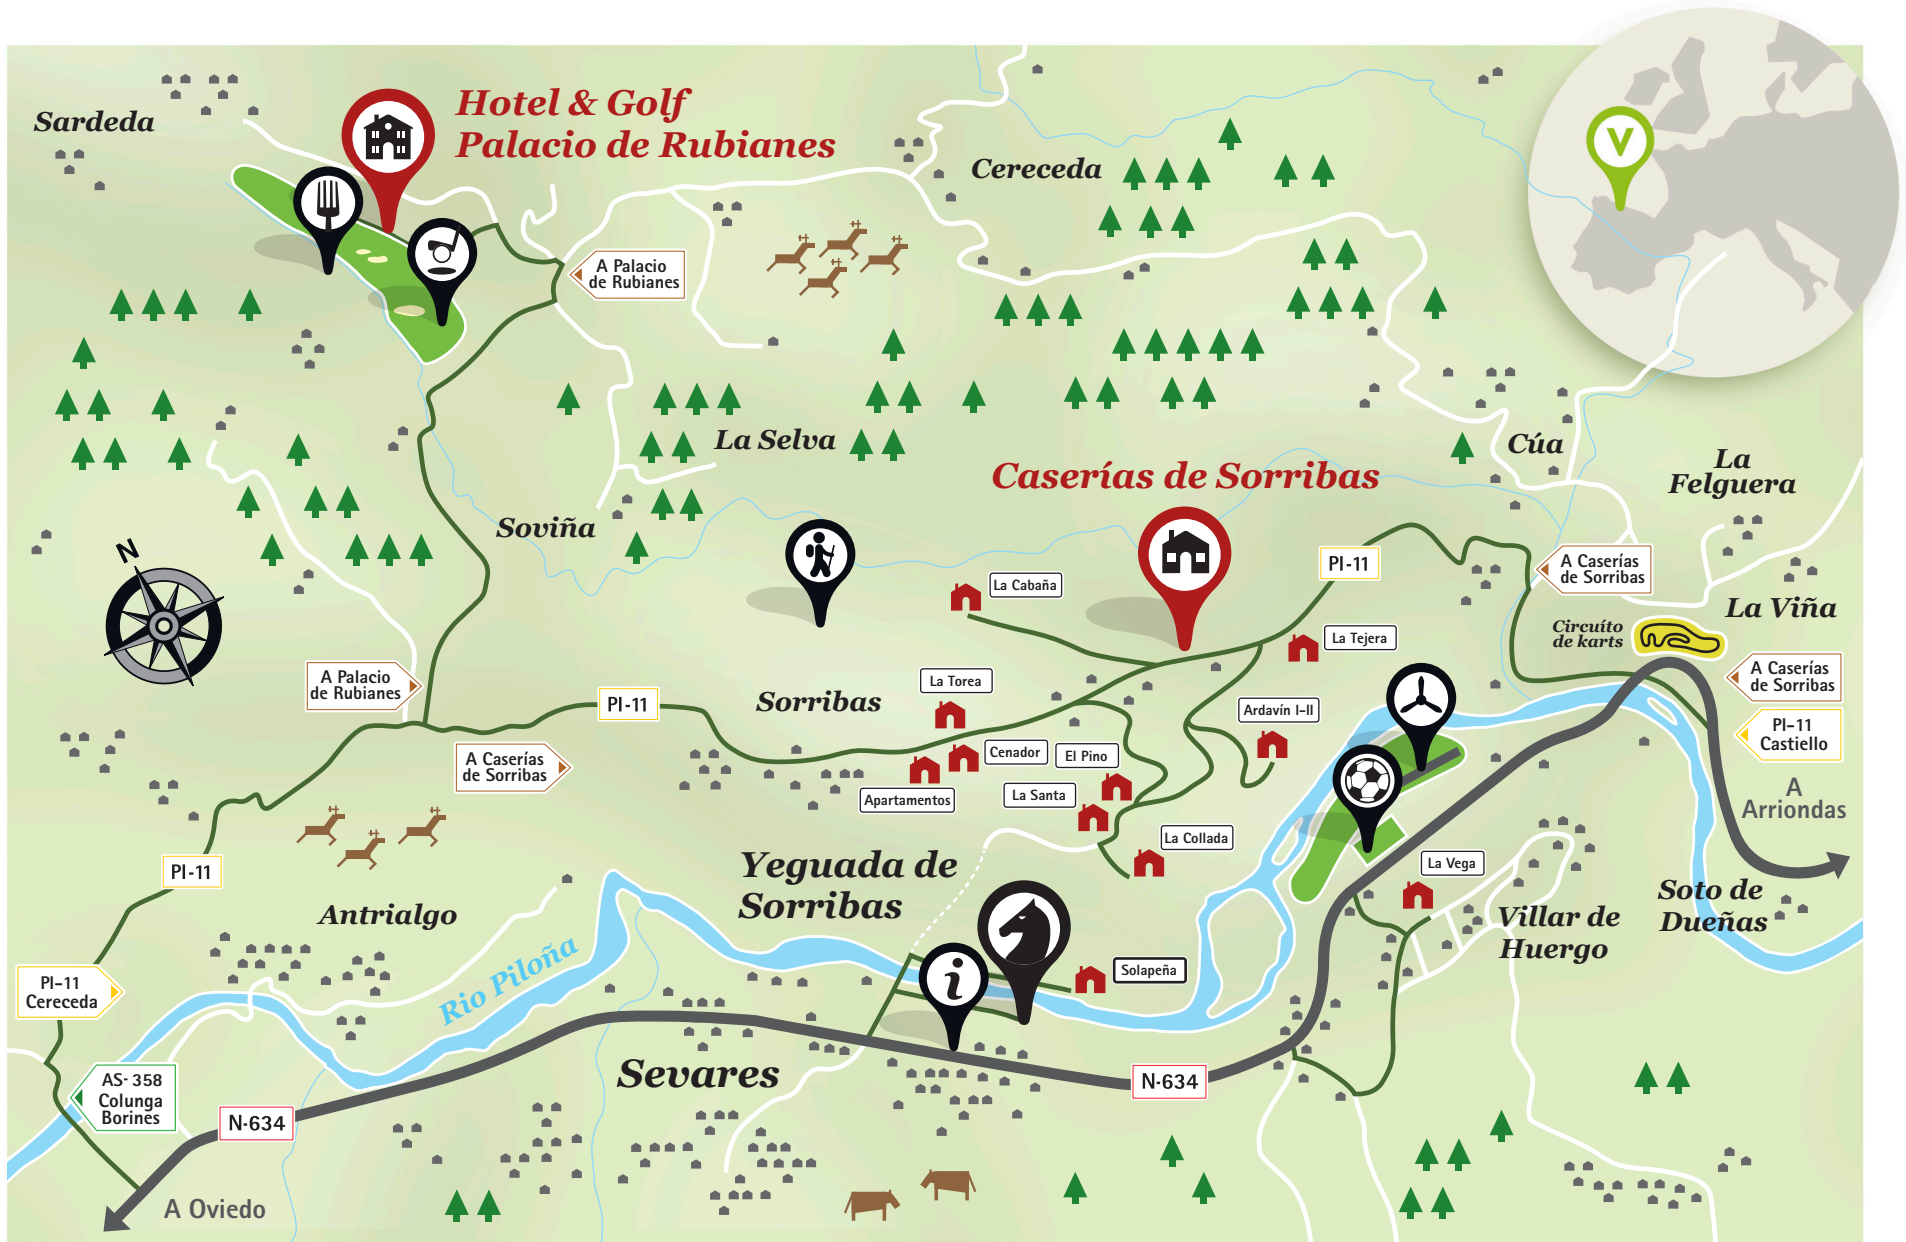 Sardeda
Hotel & Golf
Palacio de Rubianes
Cereceda
V
A Palacio
de Rubianes
La Selva
Soviña
Caserías de Sorribas
Cúa
La
Felguera
N
La Cabaña
PI-11
A Caserías
de Sorribas
La Viña
Circuíto
de karts
La Tejera
A Palacio
de Rubianes
La Torea
PI-11
Sorribas
Ardavín I-II
A Caserías
de Sorribas
PI-11
Castiello
A Caserías
de Sorribas
Cenador
El Pino
Apartamentos
La Santa
A
Arriondas
La Collada
PI-11
Yeguada de
Sorribas
La Vega
Antrialgo
Villar de
Huergo
Soto de
Dueñas
Rio Piloña
i
Solapeña
PI-11
Cereceda
Sevares
N-634
AS- 358
Colunga
Borines
N-634
A Oviedo